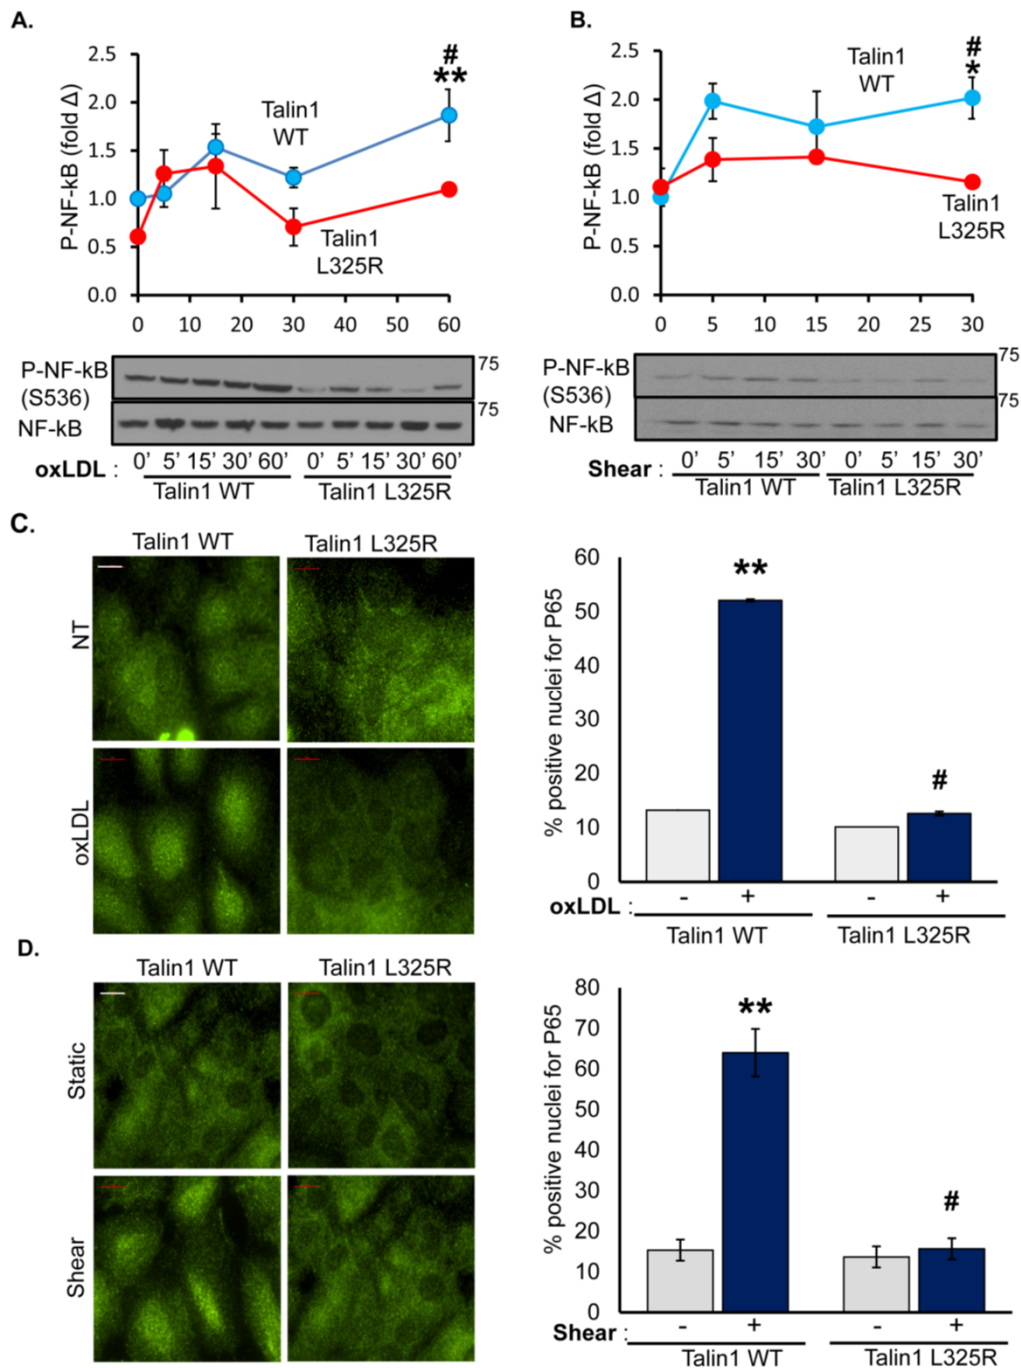 A.
2.5
2.0
1.5
1.0
0.5
0.0
P-NF-kB (fold Δ)
#
**
Talin1
WT
Talin1
L325R
0 10 20 30 40 50 60
P-NF-kB
(S536)
75
NF-kB
75
oxLDL : 0' 5' 15' 30' 60' 0' 5' 15' 30' 60'
Talin1 WT Talin1 L325R
B.
2.5
2.0
1.5
1.0
0.5
0.0
P-NF-kB (fold Δ)
#
*
Talin1
WT
Talin1
L325R
0 5 10 15 20 25 30
P-NF-kB
(S536)
75
NF-kB
75
Shear : 0' 5' 15' 30' 0' 5' 15' 30'
Talin1 WT Talin1 L325R
C.
Talin1 WT Talin1 L325R
NT
oxLDL
60
50
40
30
20
10
0
% positive nuclei for P65
**
#
oxLDL : - + - +
Talin1 WT Talin1 L325R
D.
Talin1 WT Talin1 L325R
Static
Shear
80
70
60
50
40
30
20
10
0
% positive nuclei for P65
**
#
Shear : - + - +
Talin1 WT Talin1 L325R